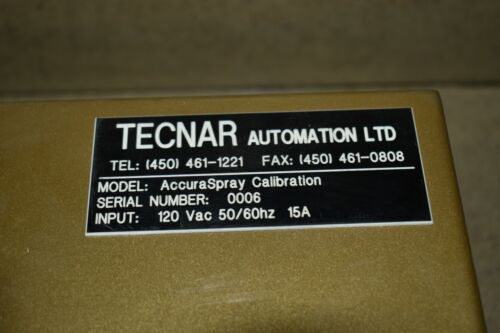 TECNAR AUTOMATION LTD
TEL: (450) 461-1221 FAX: (450) 461-0808
MODEL: AccuraSpray Calibration
SERIAL NUMBER: 0006
INPUT: 120 Vac 50/60hz 15A